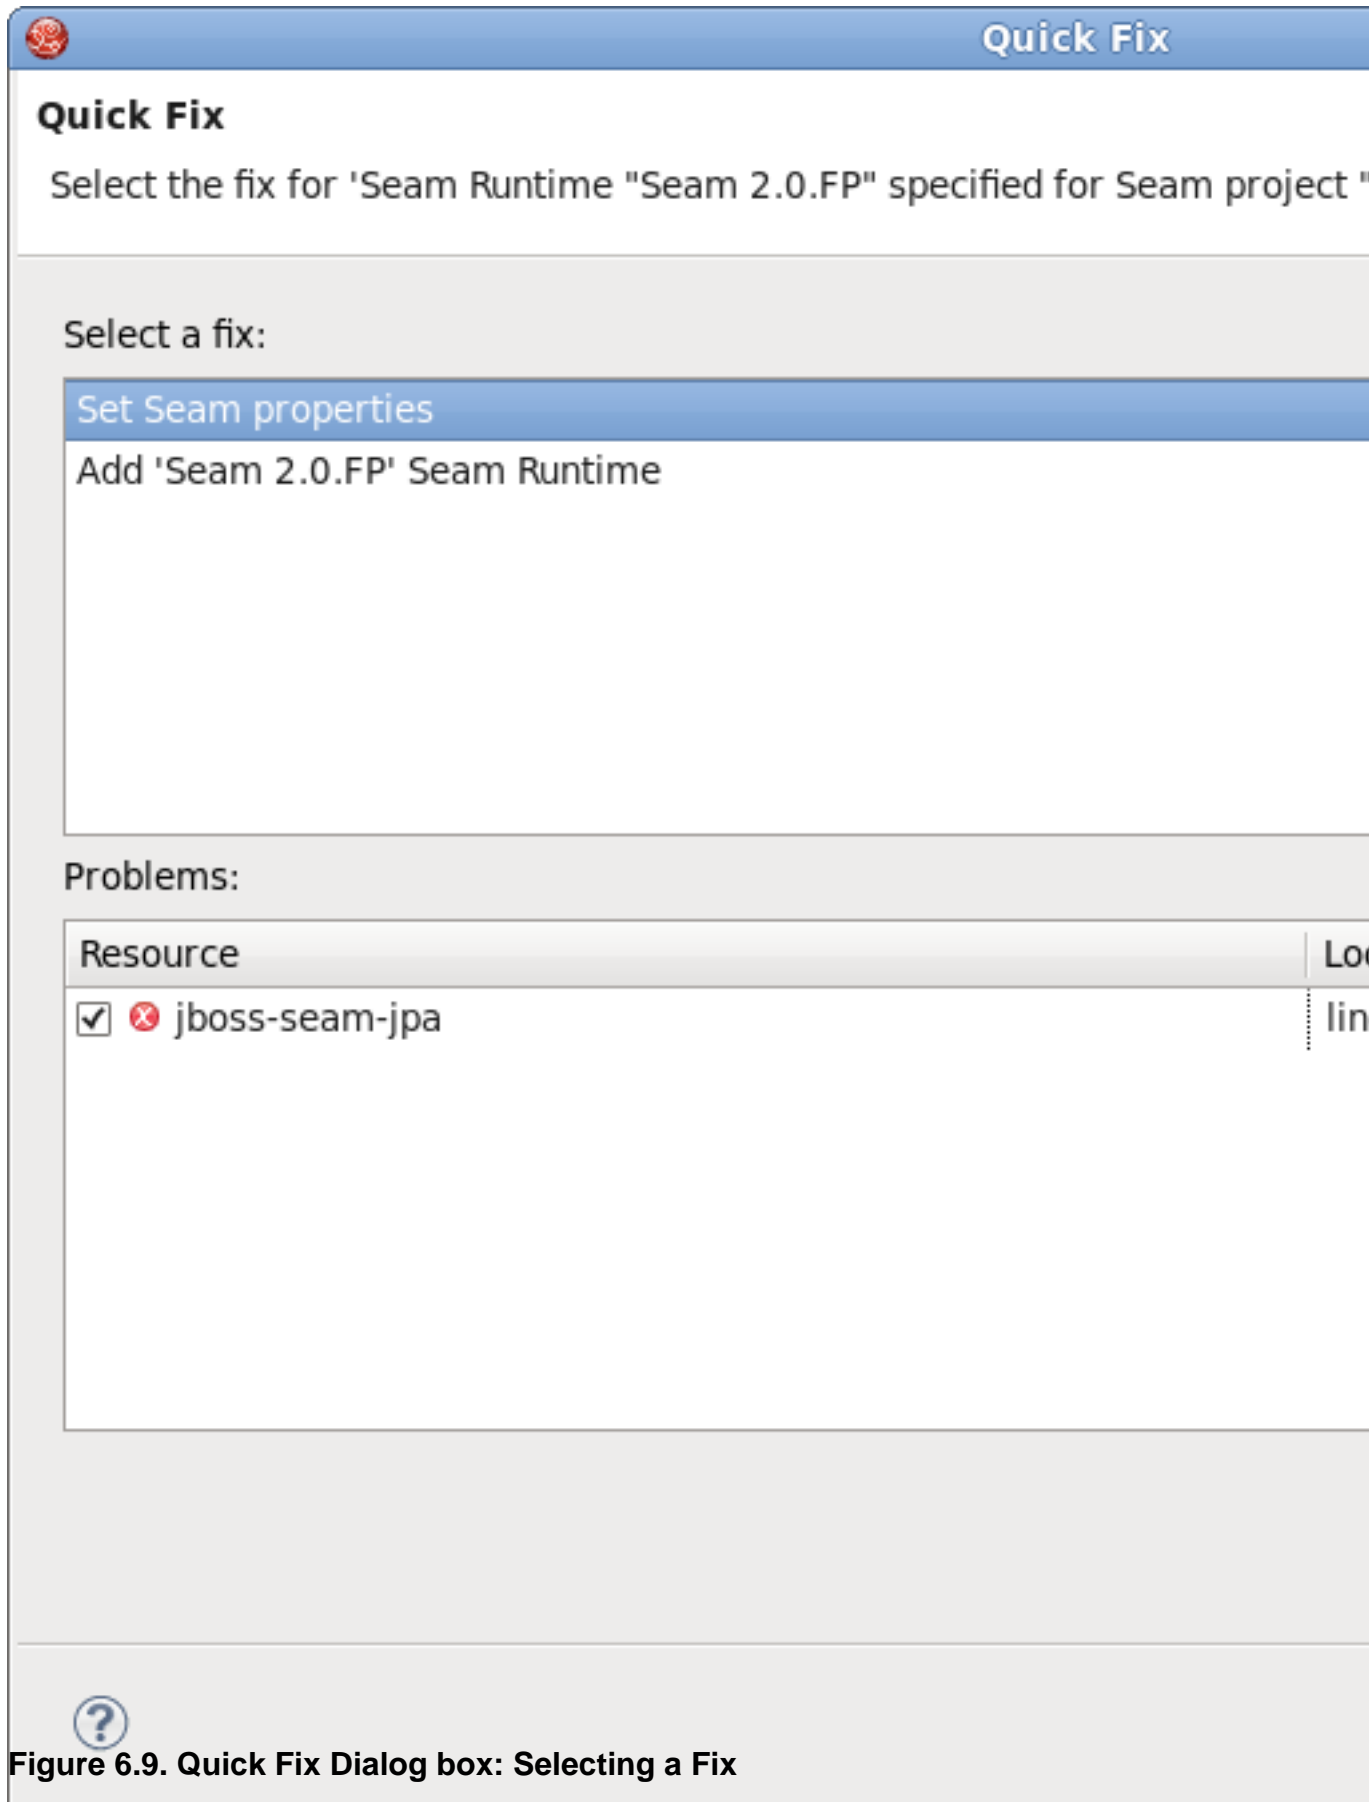 Quick Fix
Quick Fix
Select the fix for 'Seam Runtime "Seam 2.0.FP" specified for Seam project "
Select a fix:
Set Seam properties
Add 'Seam 2.0.FP' Seam Runtime
Problems:
Resource
jboss-seam-jpa
Figure 6.9. Quick Fix Dialog box: Selecting a Fix